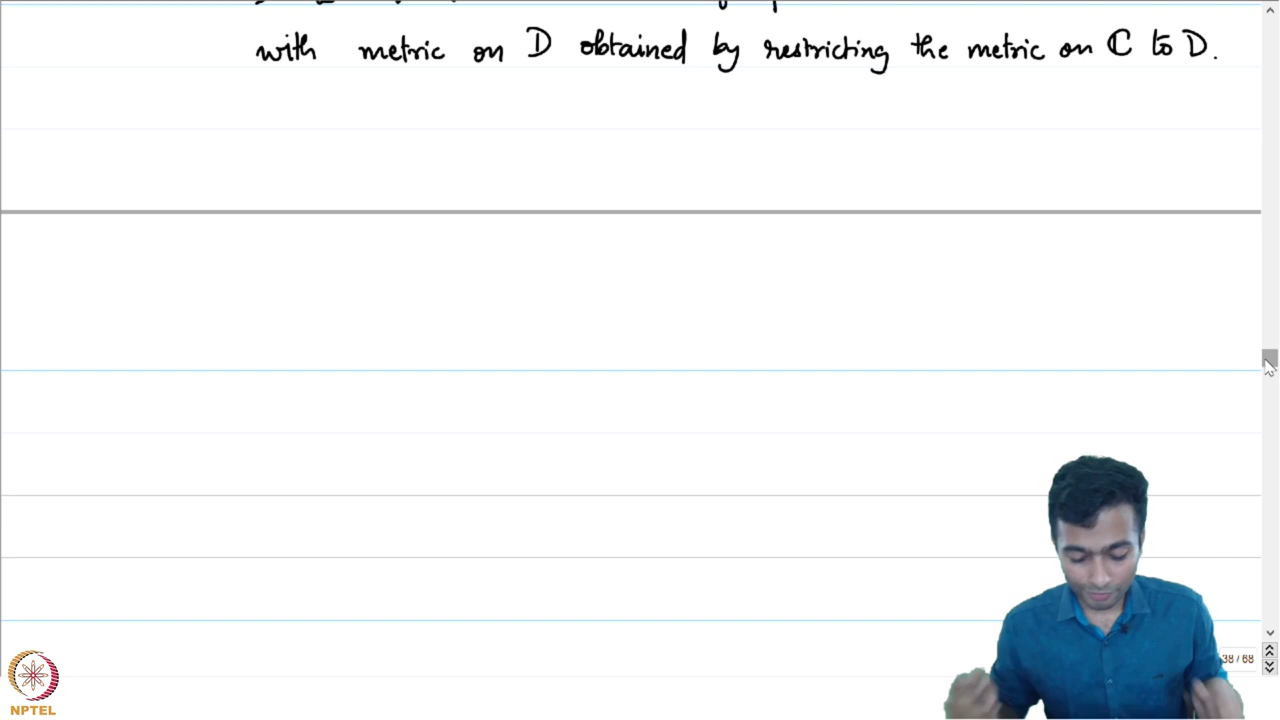 with metric on D obtained by restricting the metric on ℂ to D.
38 / 68
NPTEL